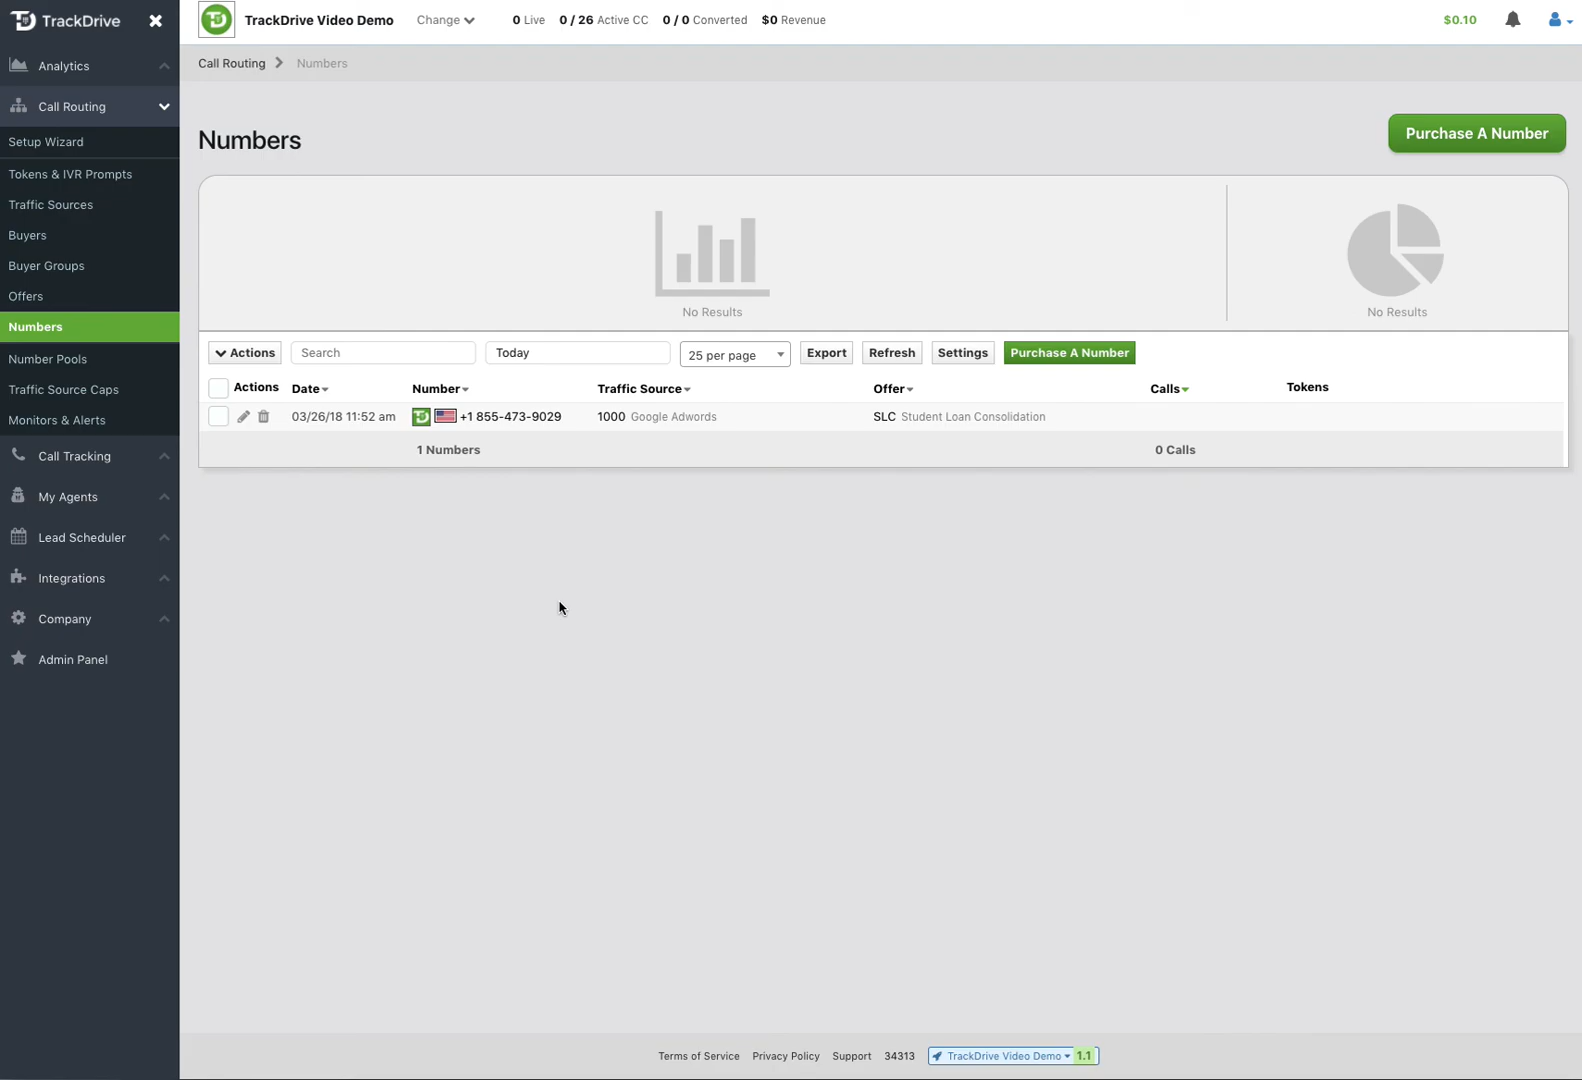 TrackDrive
TrackDrive Video Demo Change 0 Live 0 / 26 Active CC 0 / 0 Converted $0 Revenue $0.10
Analytics
Call Routing
Setup Wizard
Tokens & IVR Prompts
Traffic Sources
Buyers
Buyer Groups
Offers
Numbers
Number Pools
Traffic Source Caps
Monitors & Alerts
Call Tracking
My Agents
Lead Scheduler
Integrations
Company
Admin Panel
Call Routing Numbers
Numbers
Purchase A Number
No Results
No Results
Actions Search Today 25 per page Export Refresh Settings Purchase A Number
Actions Date Number Traffic Source Offer Calls Tokens
03/26/18 11:52 am +1 855-473-9029 1000 Google Adwords SLC Student Loan Consolidation
1 Numbers 0 Calls
Terms of Service Privacy Policy Support 34313 TrackDrive Video Demo 1.1